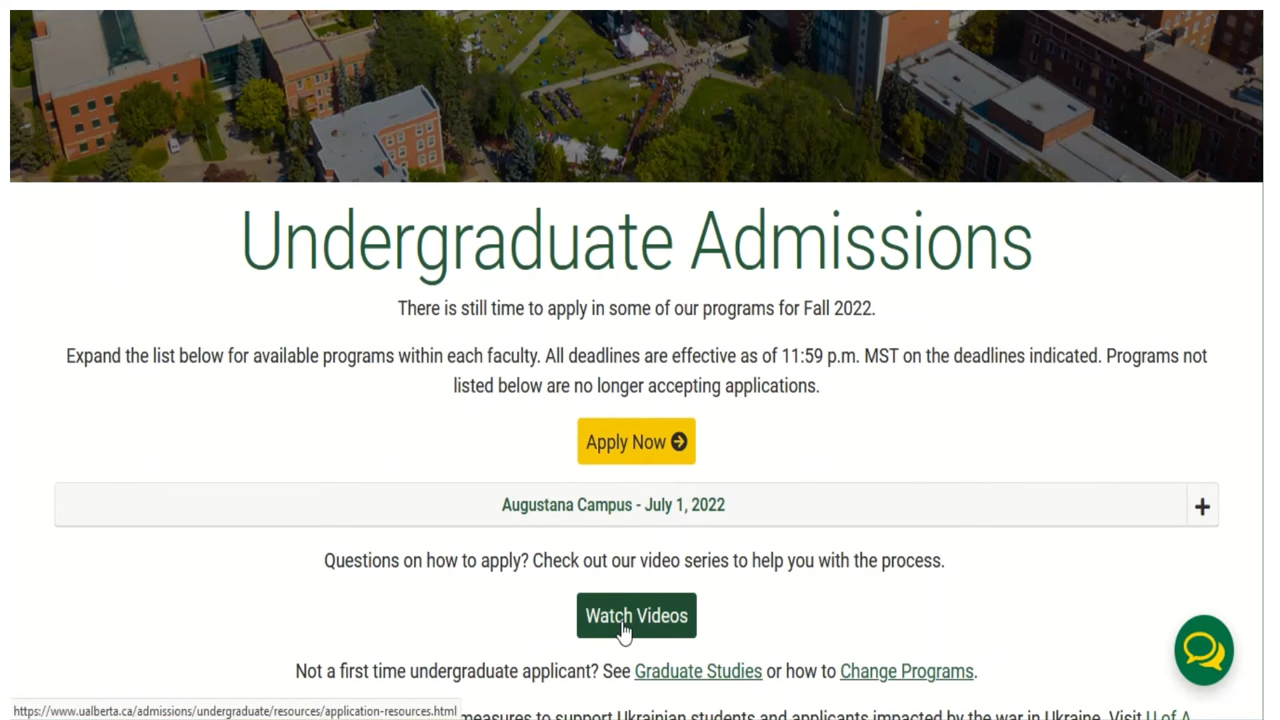 Undergraduate Admissions
There is still time to apply in some of our programs for Fall 2022.
Expand the list below for available programs within each faculty. All deadlines are effective as of 11:59 p.m. MST on the deadlines indicated. Programs not
listed below are no longer accepting applications.
Apply Now
Augustana Campus - July 1, 2022
Questions on how to apply? Check out our video series to help you with the process.
Watch Videos
Not a first time undergraduate applicant? See Graduate Studies or how to Change Programs.
measures to support Ukrainian students and applicants impacted by the war in Ukraine. Visit U of A
https://www.ualberta.ca/admissions/undergraduate/resources/application-resources.html